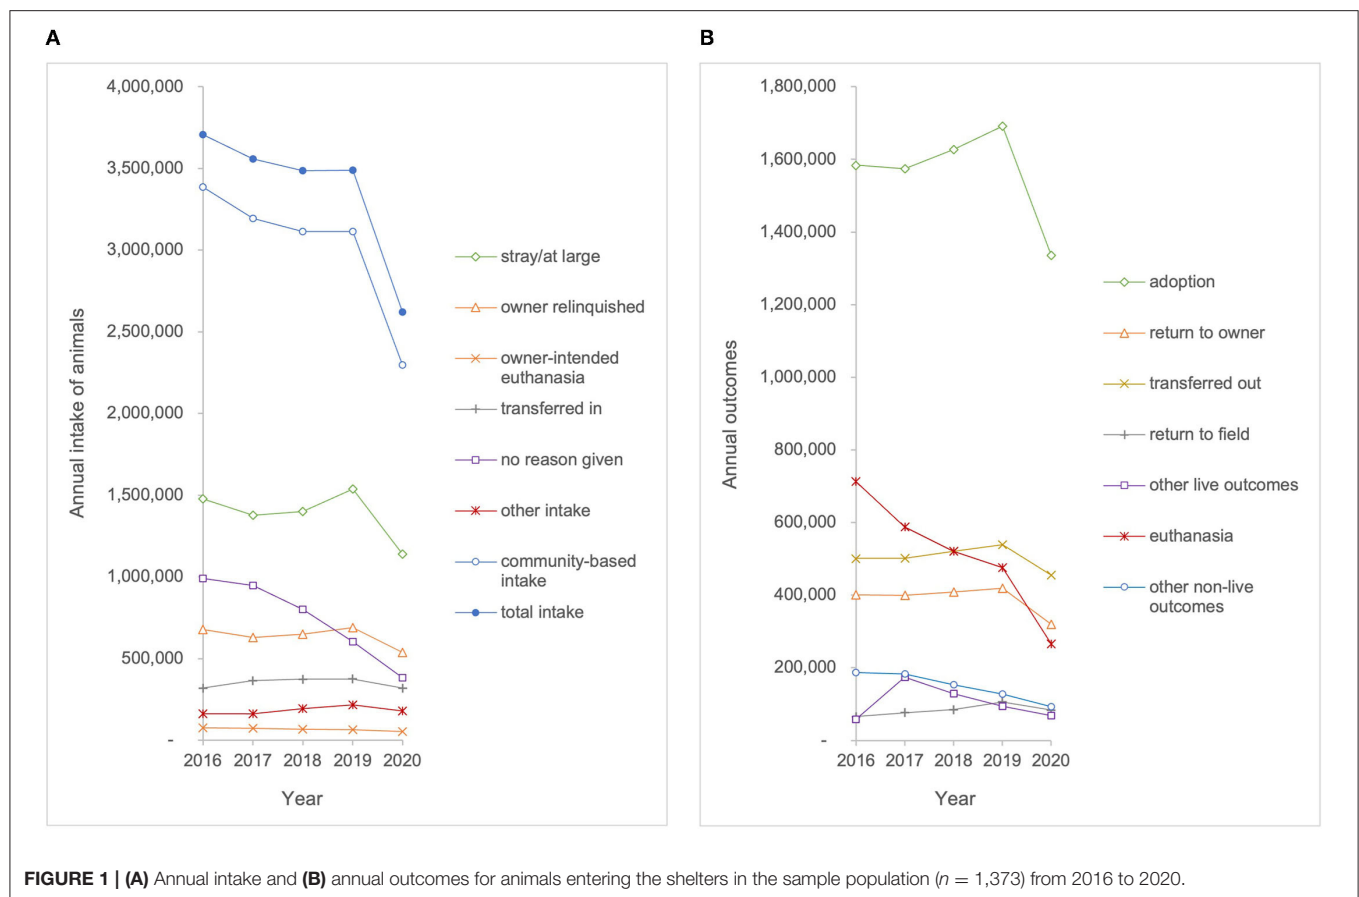 A
B
4,000,000
3,500,000
3,000,000
2,500,000
2,000,000
1,500,000
1,000,000
500,000
-
Annual intake of animals
2016 2017 2018 2019 2020
Year
stray/at large
owner relinquished
owner-intended
euthanasia
transferred in
no reason given
other intake
community-based
intake
total intake
1,800,000
1,600,000
1,400,000
1,200,000
1,000,000
800,000
600,000
400,000
200,000
-
Annual outcomes
2016 2017 2018 2019 2020
Year
adoption
return to owner
transferred out
return to field
other live outcomes
euthanasia
other non-live
outcomes
FIGURE 1 | (A) Annual intake and (B) annual outcomes for animals entering the shelters in the sample population (n = 1,373) from 2016 to 2020.